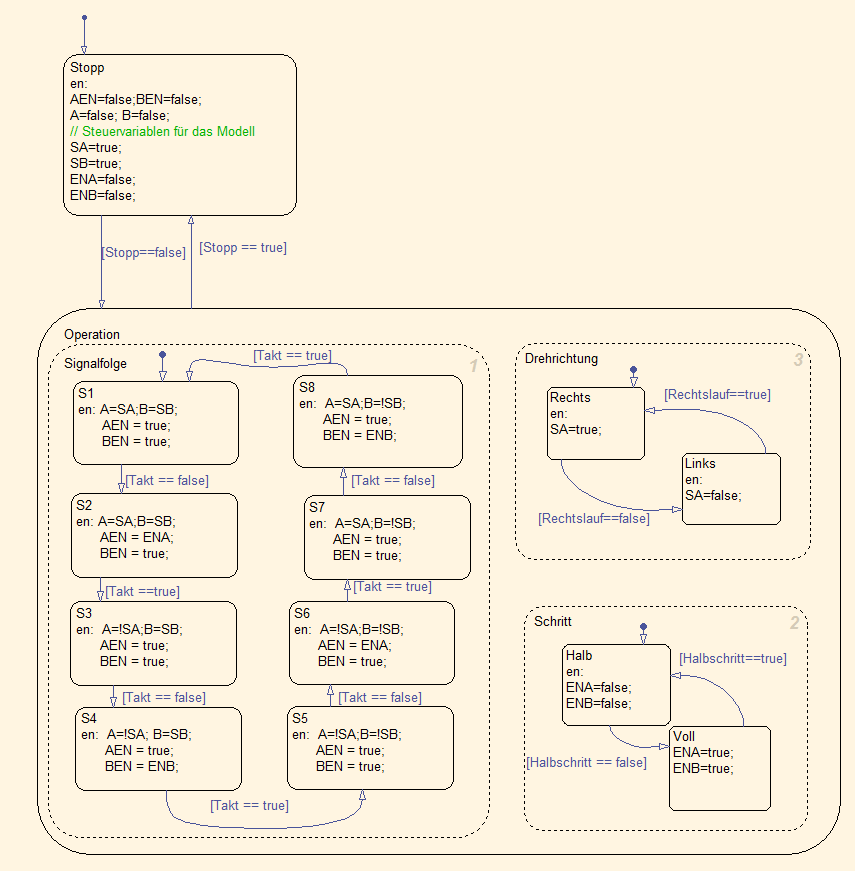 Stopp
en:
AEN=false;BEN=false;
A=false; B=false;
// Steuervariablen für das Modell
SA=true;
SB=true;
ENA=false;
ENB=false;
[Stopp==false]
[Stopp == true]
Operation
Signalfolge
1
[Takt == true]
S1
en: A=SA;B=SB;
AEN = true;
BEN = true;
[Takt == false]
S2
en: A=SA;B=SB;
AEN = ENA;
BEN = true;
[Takt ==true]
S3
en: A=!SA;B=SB;
AEN = true;
BEN = true;
[Takt == false]
S4
en: A=!SA; B=SB;
AEN = true;
BEN = ENB;
[Takt == true]
S5
en: A=!SA;B=!SB;
AEN = true;
BEN = true;
[Takt == false]
S6
en: A=!SA;B=!SB;
AEN = ENA;
BEN = true;
[Takt == true]
S7
en: A=SA;B=!SB;
AEN = true;
BEN = true;
[Takt == false]
S8
en: A=SA;B=!SB;
AEN = true;
BEN = ENB;
Drehrichtung
3
Rechts
en:
SA=true;
[Rechtslauf==true]
Links
en:
SA=false;
[Rechtslauf==false]
Schritt
2
Halb
en:
ENA=false;
ENB=false;
[Halbschritt==true]
Voll
ENA=true;
ENB=true;
[Halbschritt == false]